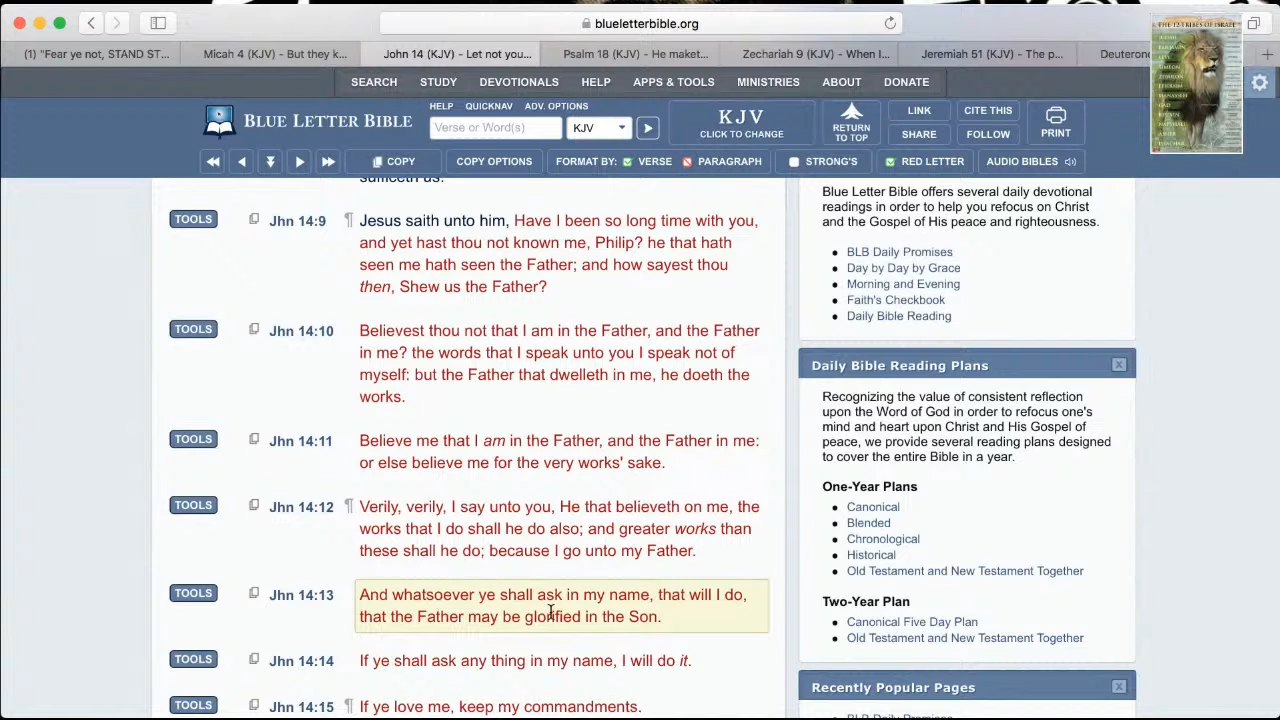 blueletterbible.org
(1) "Fear ye not, STAND ST...
Micah 4 (KJV) - But they k...
John 14 (KJV) - Let not you...
Psalm 18 (KJV) - He maket...
Zechariah 9 (KJV) - When I...
Jeremiah 51 (KJV) - The p...
Deuterono
THE 12 TRIBES OF ISRAEL
SEARCH STUDY DEVOTIONALS HELP APPS & TOOLS MINISTRIES ABOUT DONATE
BLUE LETTER BIBLE
HELP QUICKNAV ADV. OPTIONS
Verse or Word(s) KJV
KJV
CLICK TO CHANGE
RETURN
TO TOP
LINK CITE THIS
SHARE FOLLOW
PRINT
COPY COPY OPTIONS FORMAT BY: VERSE PARAGRAPH STRONG'S RED LETTER AUDIO BIBLES
sufficeth us.
TOOLS Jhn 14:9 ¶ Jesus saith unto him, Have I been so long time with you,
and yet hast thou not known me, Philip? he that hath
seen me hath seen the Father; and how sayest thou
then, Shew us the Father?
TOOLS Jhn 14:10 Believest thou not that I am in the Father, and the Father
in me? the words that I speak unto you I speak not of
myself: but the Father that dwelleth in me, he doeth the
works.
TOOLS Jhn 14:11 Believe me that I am in the Father, and the Father in me:
or else believe me for the very works' sake.
TOOLS Jhn 14:12 ¶ Verily, verily, I say unto you, He that believeth on me, the
works that I do shall he do also; and greater works than
these shall he do; because I go unto my Father.
TOOLS Jhn 14:13 And whatsoever ye shall ask in my name, that will I do,
that the Father may be glorified in the Son.
TOOLS Jhn 14:14 If ye shall ask any thing in my name, I will do it.
TOOLS Jhn 14:15 ¶ If ye love me, keep my commandments.
Blue Letter Bible offers several daily devotional
readings in order to help you refocus on Christ
and the Gospel of His peace and righteousness.
BLB Daily Promises
Day by Day by Grace
Morning and Evening
Faith's Checkbook
Daily Bible Reading
Daily Bible Reading Plans
Recognizing the value of consistent reflection
upon the Word of God in order to refocus one's
mind and heart upon Christ and His Gospel of
peace, we provide several reading plans designed
to cover the entire Bible in a year.
One-Year Plans
Canonical
Blended
Chronological
Historical
Old Testament and New Testament Together
Two-Year Plan
Canonical Five Day Plan
Old Testament and New Testament Together
Recently Popular Pages